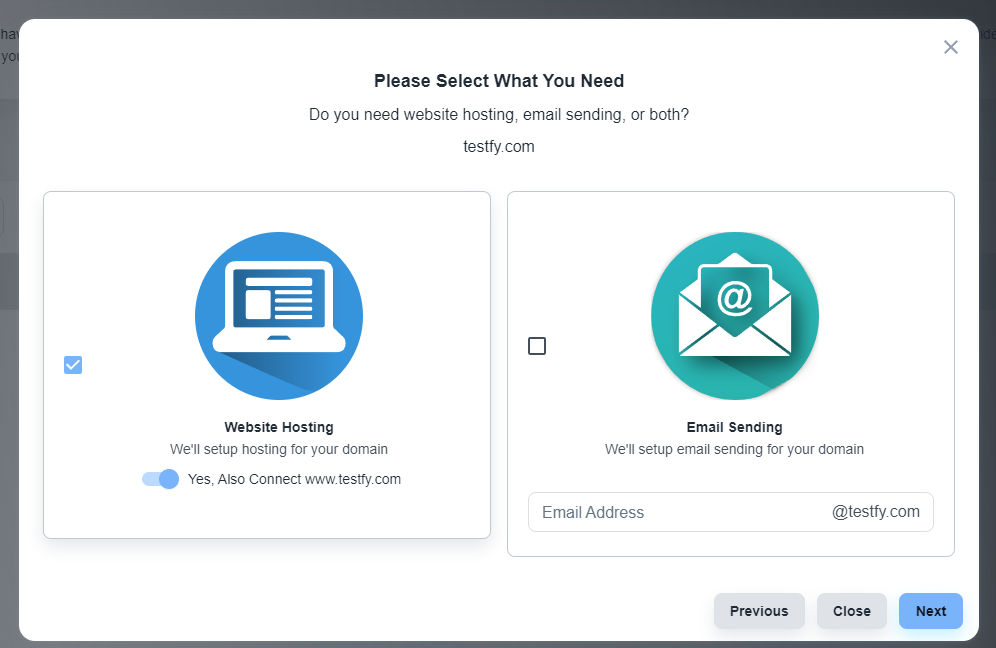 Please Select What You Need
Do you need website hosting, email sending, or both?
testfy.com
@
Website Hosting
We'll setup hosting for your domain
Yes, Also Connect www.testfy.com
Email Sending
We'll setup email sending for your domain
Email Address @testfy.com
Previous Close Next